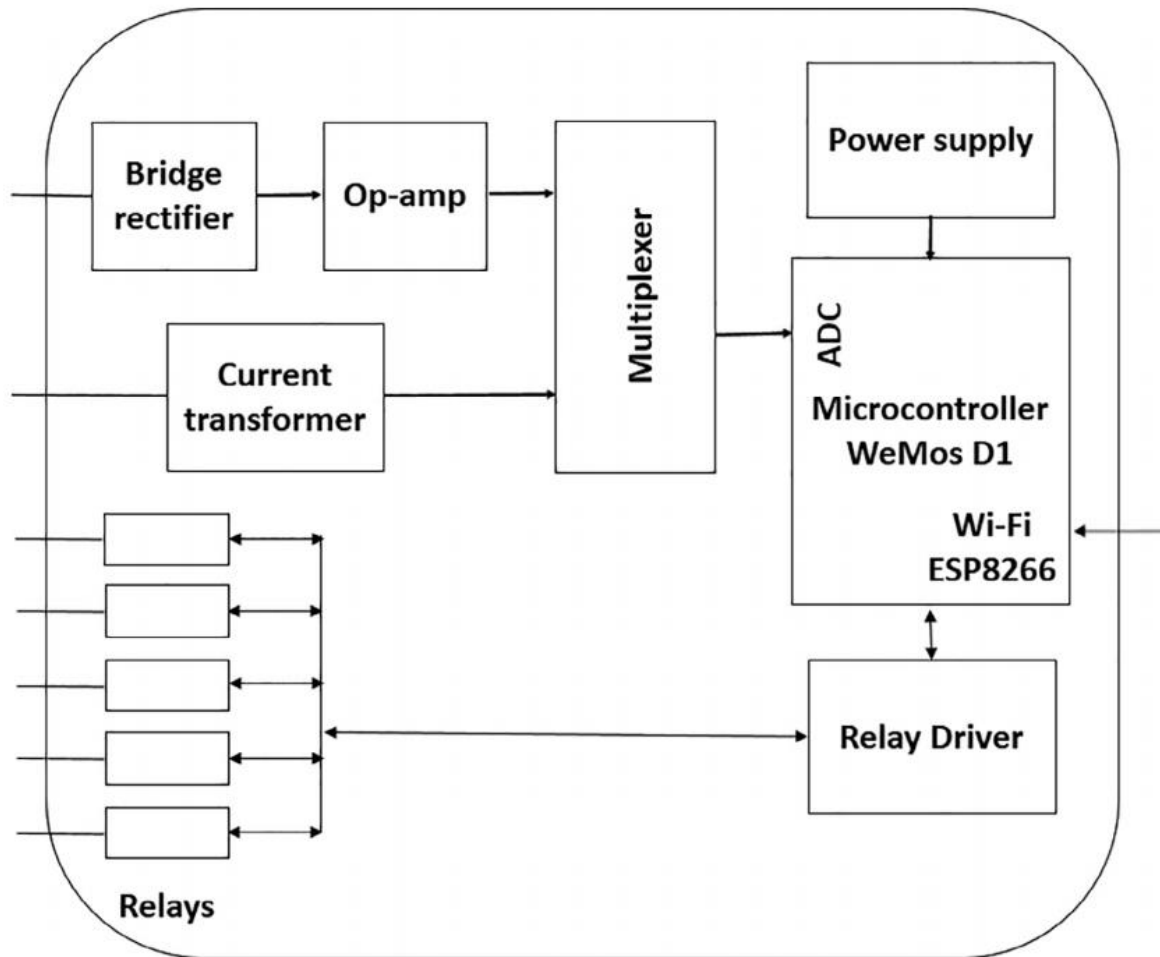 Power supply
Bridge
rectifier
Op-amp
Multiplexer
ADC
Current
transformer
Microcontroller
WeMos D1
Wi-Fi
ESP8266
Relay Driver
Relays